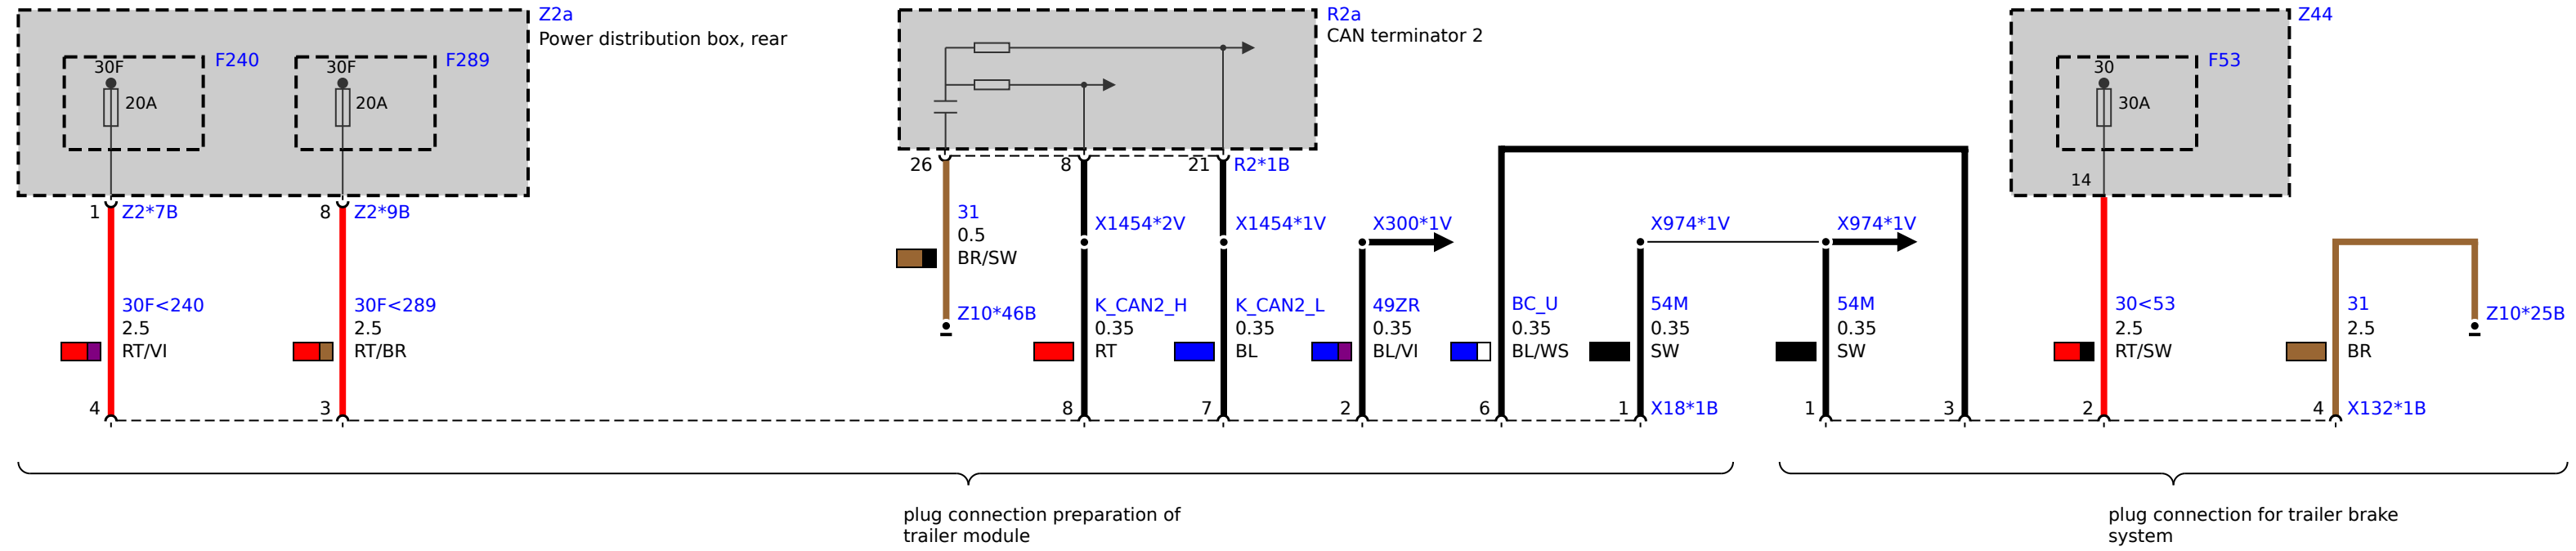 Z2a
Power distribution box, rear
F240
30F
20A
F289
30F
20A
1 Z2*7B
8 Z2*9B
30F<240
2.5
RT/VI
30F<289
2.5
RT/BR
4
3
R2a
CAN terminator 2
26
8
21 R2*1B
31
0.5
BR/SW
Z10*46B
X1454*2V
X1454*1V
X300*1V
X974*1V
X974*1V
K_CAN2_H
0.35
RT
K_CAN2_L
0.35
BL
49ZR
0.35
BL/VI
BC_U
0.35
BL/WS
54M
0.35
SW
54M
0.35
SW
8
7
2
6
1 X18*1B
1
3
Z44
F53
30
30A
14
30<53
2.5
RT/SW
31
2.5
BR
Z10*25B
2
4 X132*1B
plug connection preparation of
trailer module
plug connection for trailer brake
system